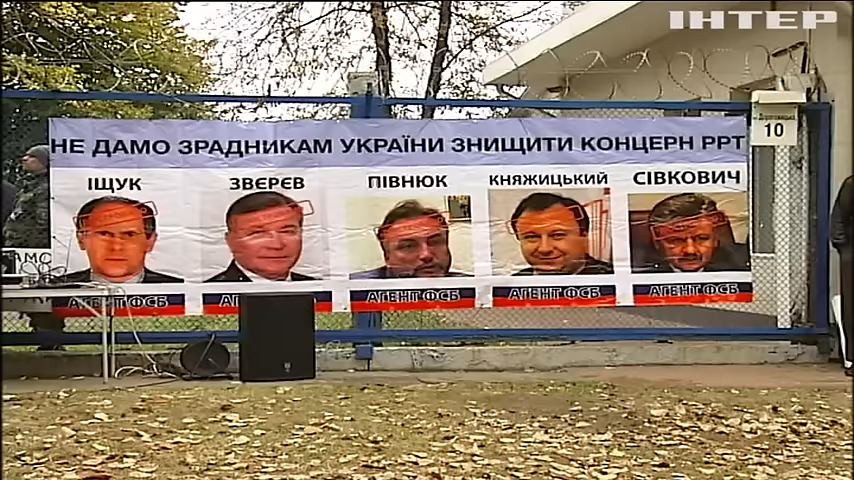 ІНТЕР
НЕ ДАМО ЗРАДНИКАМ УКРАЇНИ ЗНИЩИТИ КОНЦЕРН РРТ
10
ІЩУК
ЗВЄРЄВ
ПІВНЮК
КНЯЖИЦЬКИЙ
СІВКОВИЧ
АГЕНТ ФСБ
АГЕНТ ФСБ
АГЕНТ ФСБ
АГЕНТ ФСБ